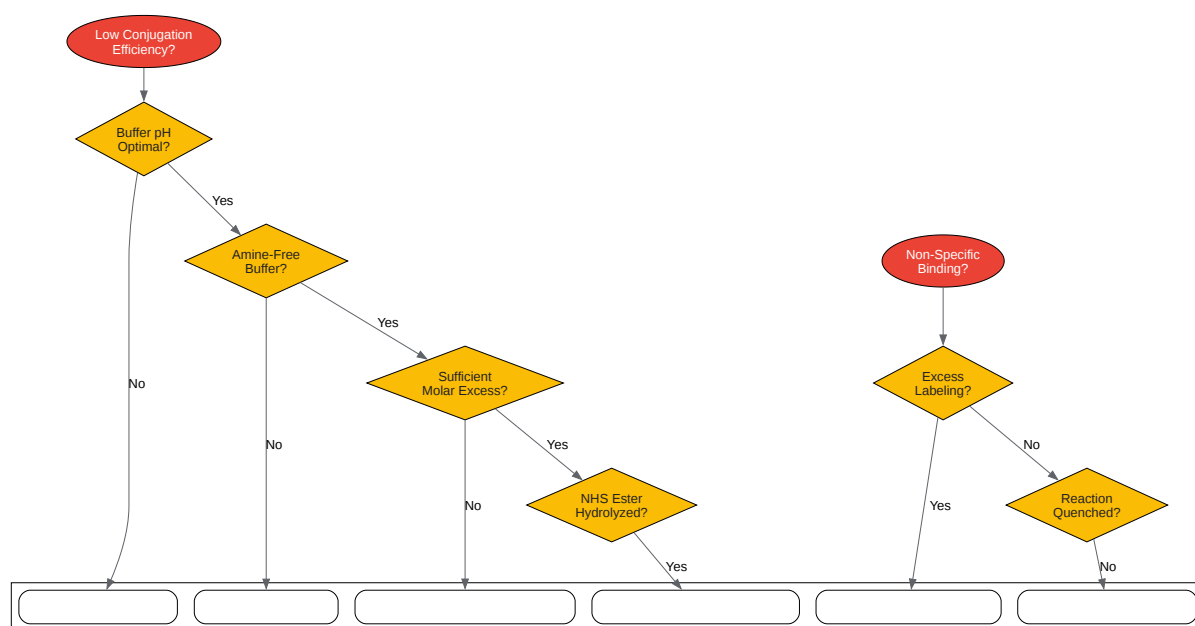 Low Conjugation
Efficiency?
Buffer pH
Optimal?
Yes
Amine-Free
Buffer?
Non-Specific
Binding?
Yes
No
Sufficient
Molar Excess?
Excess
Labeling?
No
Yes
No
NHS Ester
Hydrolyzed?
Reaction
Quenched?
No
Yes
Yes
No